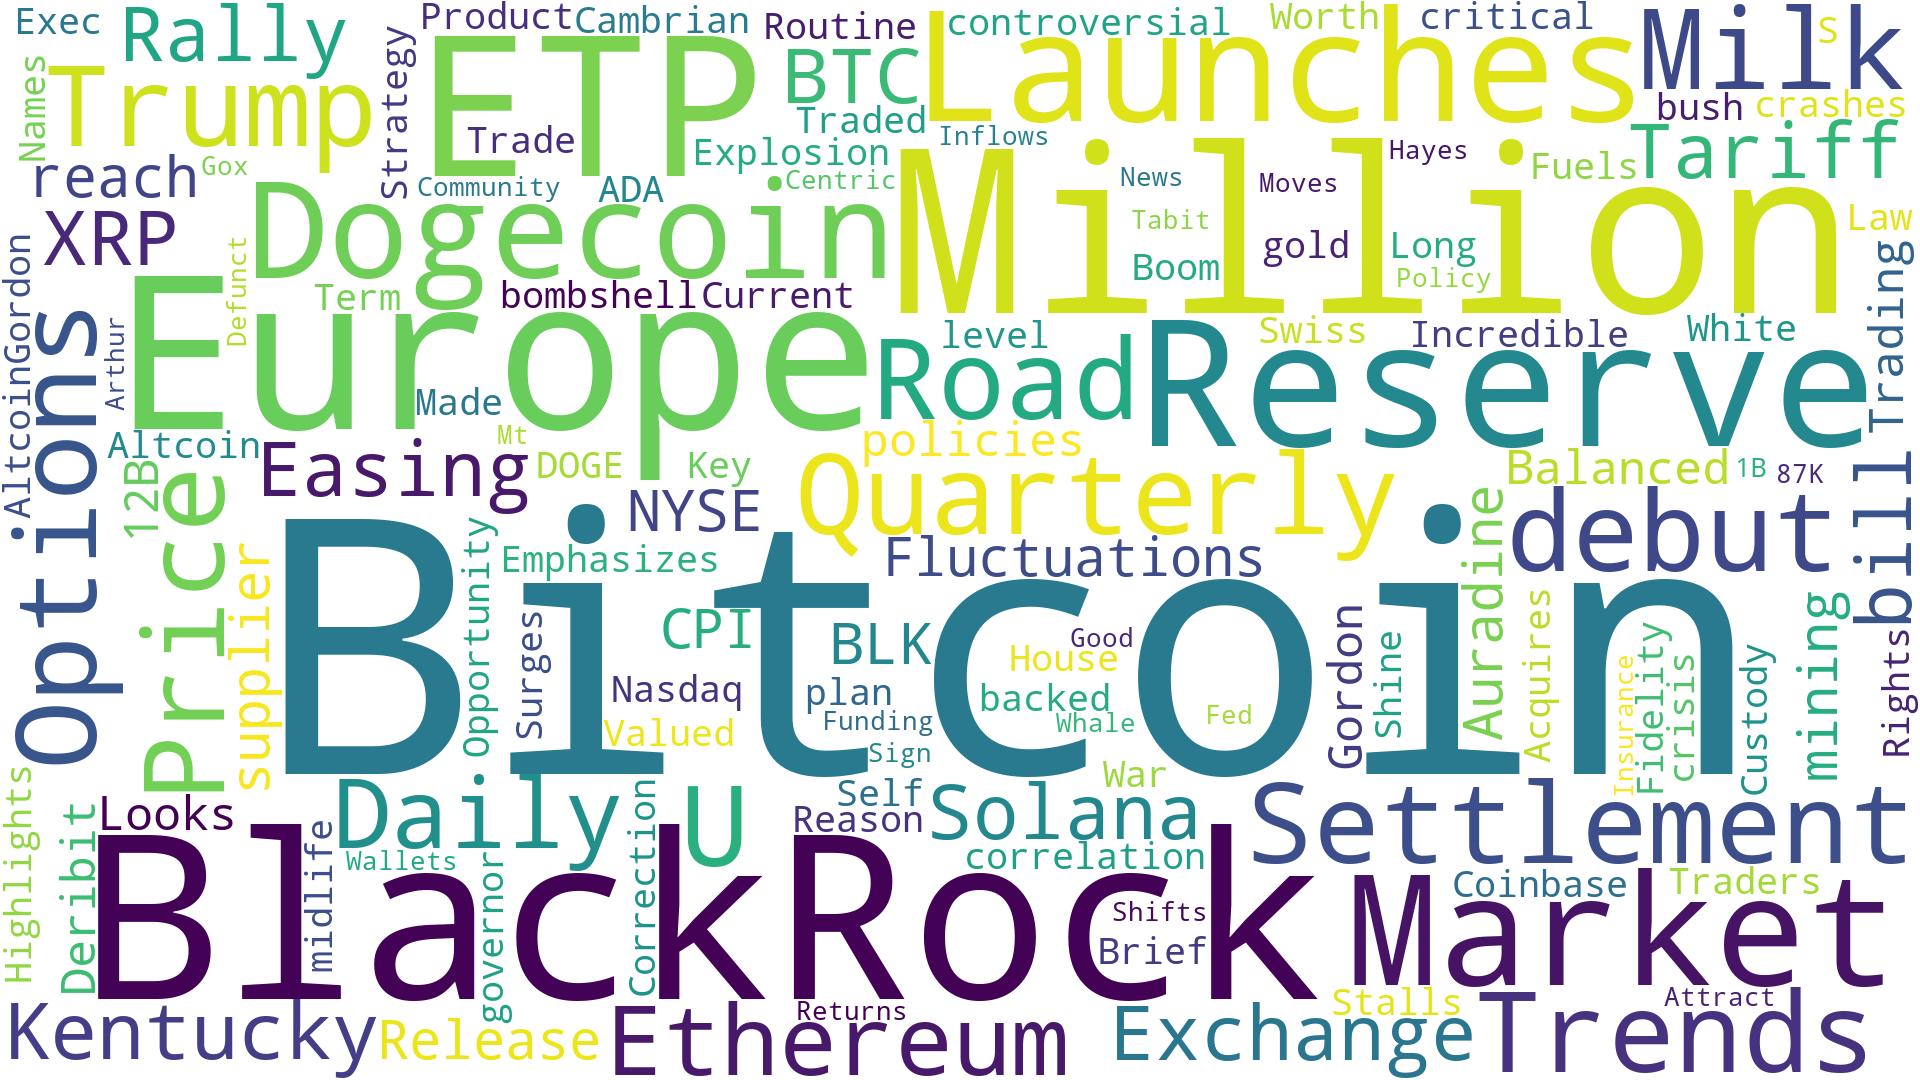 Exec
Rally
Product
Cambrian
Routine
controversial
Worth
critical
Milk
S
Names
Trump
Strategy
ETP
BTC
Launches
bush
crashes
Trade
Traded
Explosion
Inflows
Hayes
Fuels
Tariff
reach
Gox
Community
ADA
Centric
Million
News
Moves
Tabit
Law
XRP
Dogecoin
gold
Long
Boom
Policy
Term
bombshell
Current
Defunct
Arthur
AltcoinGordon
Options
Europe
Road
level
Reserve
Swiss
Incredible
White
Trading
Made
Altcoin
Easing
Mt
DOGE
Key
policies
Quarterly
Balanced
1B
87K
12B
Price
NYSE
debut
bill
Bitcoin
Opportunity
Emphasizes
Fluctuations
Auradine
supplier
Surges
CPI
BLK
Good
House
Gordon
Shine
Acquires
Insurance
Fidelity
crisis
Custody
mining
Rights
Nasdaq
plan
backed
Valued
Funding
Whale
Fed
Sign
War
Highlights
Deribit
Looks
midlife
Daily
U
Self
Reason
Solana
Settlement
Wallets
governor
Correction
correlation
BlackRock
Market
Coinbase
Traders
Shifts
Brief
Kentucky
Release
Ethereum
Returns
Exchange
Stalls
Trends
Attract